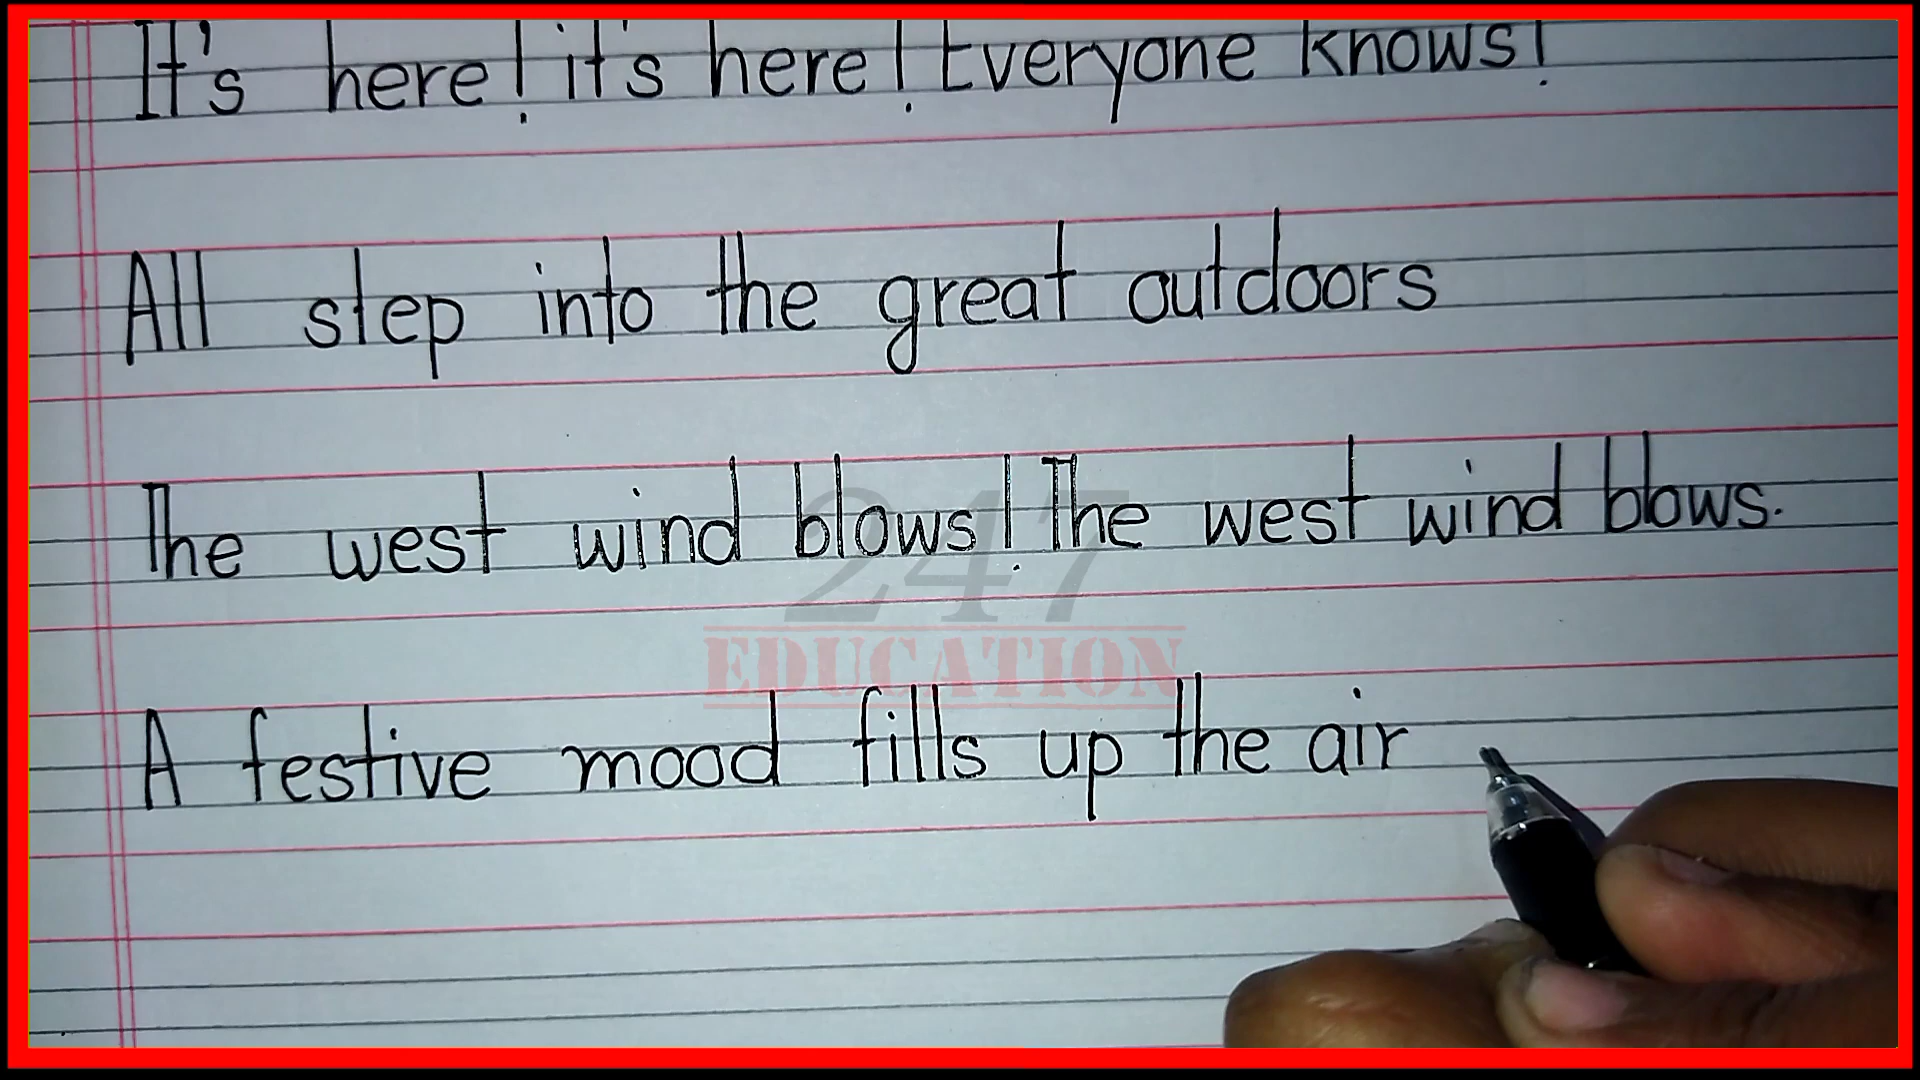 It's here! it's here! Everyone knows!
All step into the great outdoors
The west wind blows! The west wind blows.
247
EDUCATION
A festive mood fills up the air